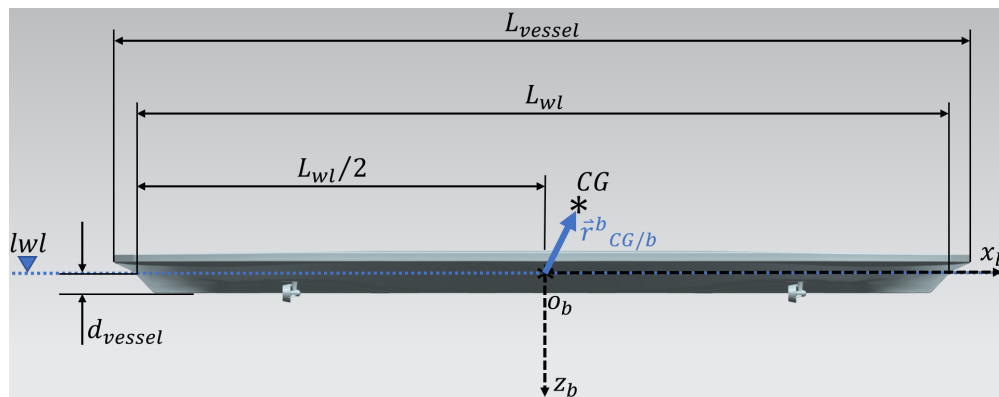 L_vessel
L_wl
L_wl/2
CG
r⃗^b_CG/b
lwl
x_b
o_b
d_vessel
z_b